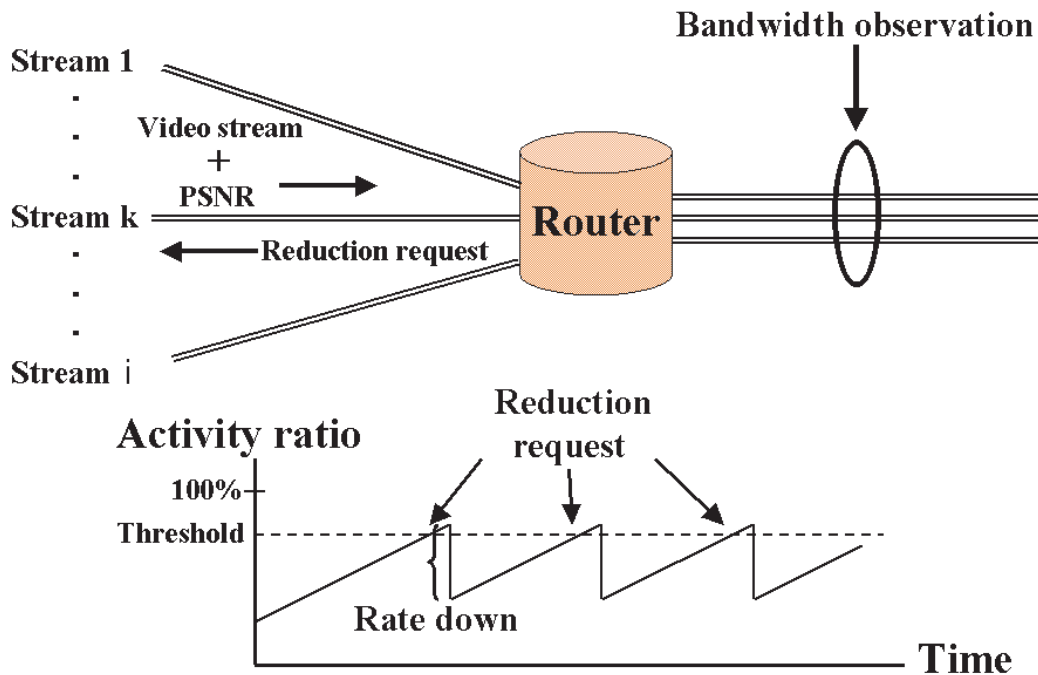 Bandwidth observation
Stream 1
Video stream
+
PSNR
Stream k
Router
Reduction request
Stream i
Reduction
request
Activity ratio
100%
Threshold
Rate down
Time